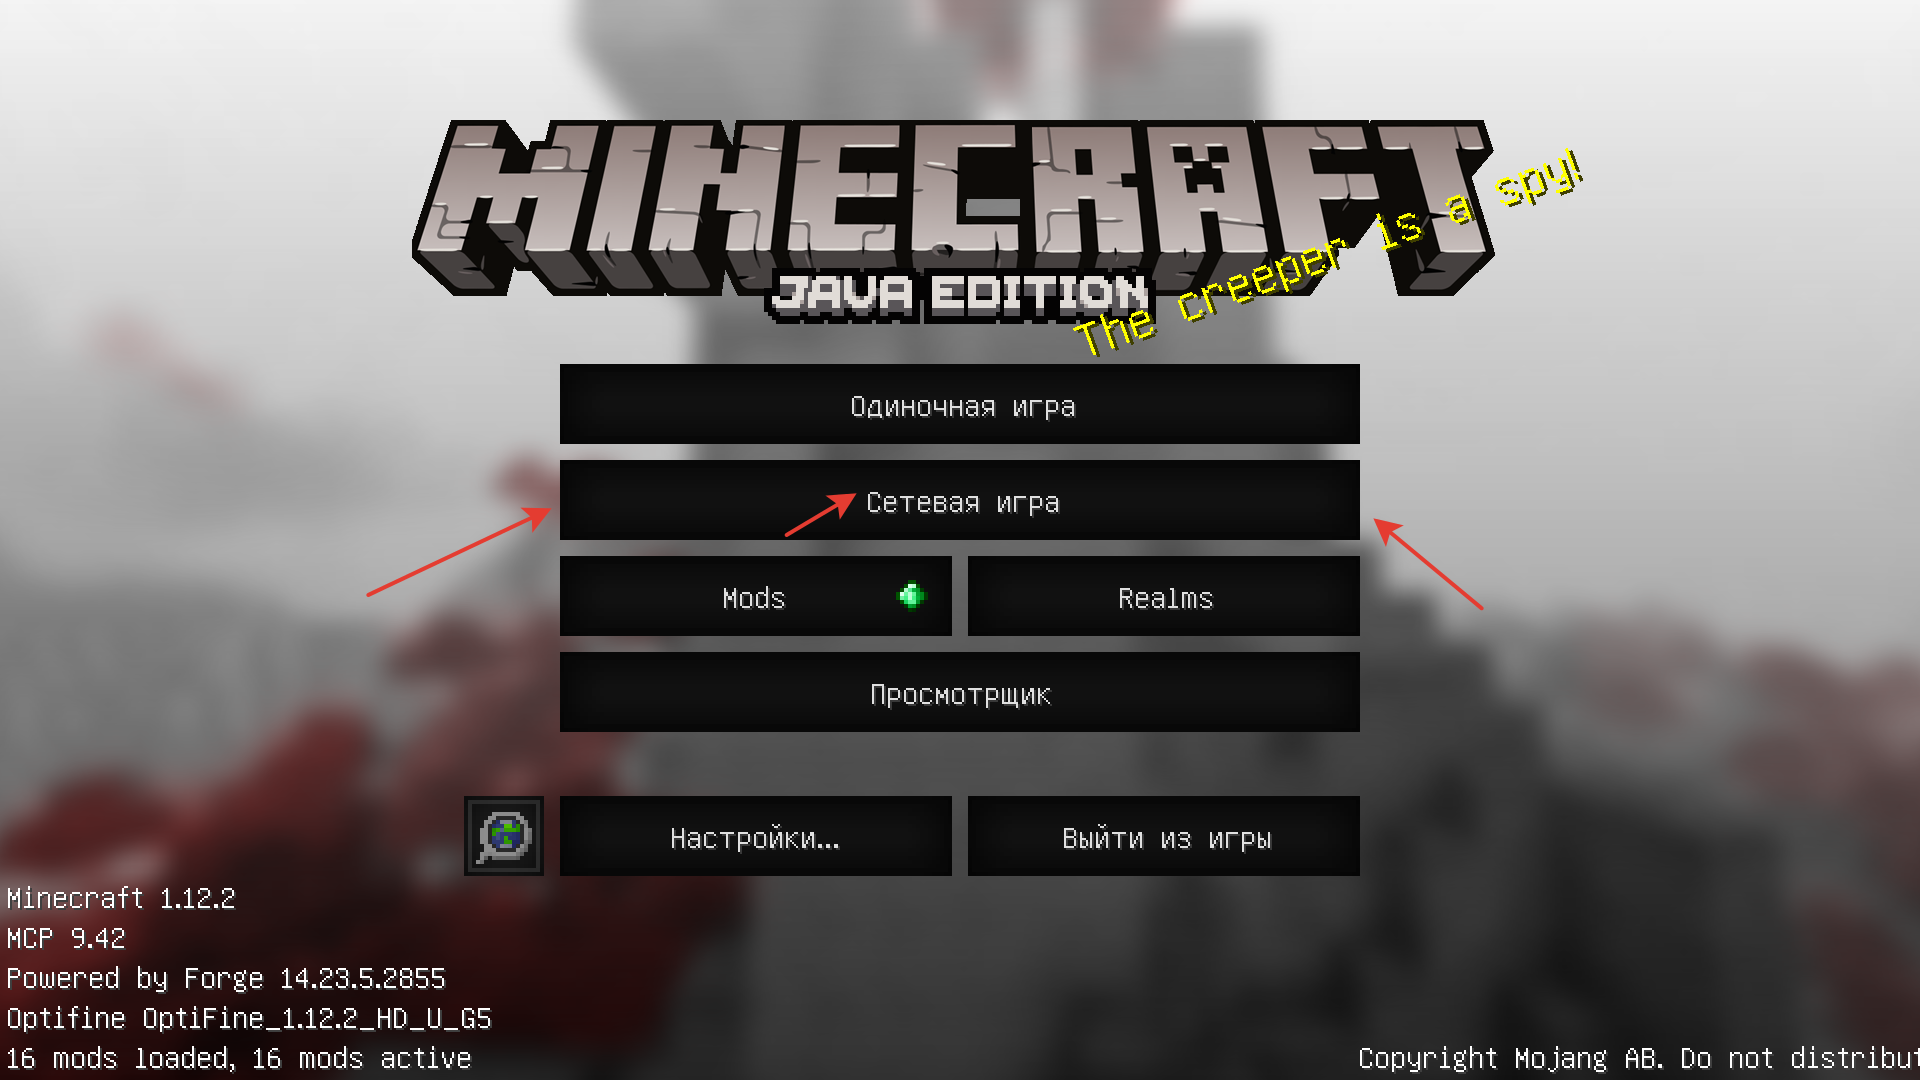 MINECRAFT
JAVA EDITION
The creeper is a spy!
Одиночная игра
Сетевая игра
Mods
Realms
Просмотрщик
Настройки...
Выйти из игры
Minecraft 1.12.2
MCP 9.42
Powered by Forge 14.23.5.2855
Optifine OptiFine_1.12.2_HD_U_G5
16 mods loaded, 16 mods active
Copyright Mojang AB. Do not distribut